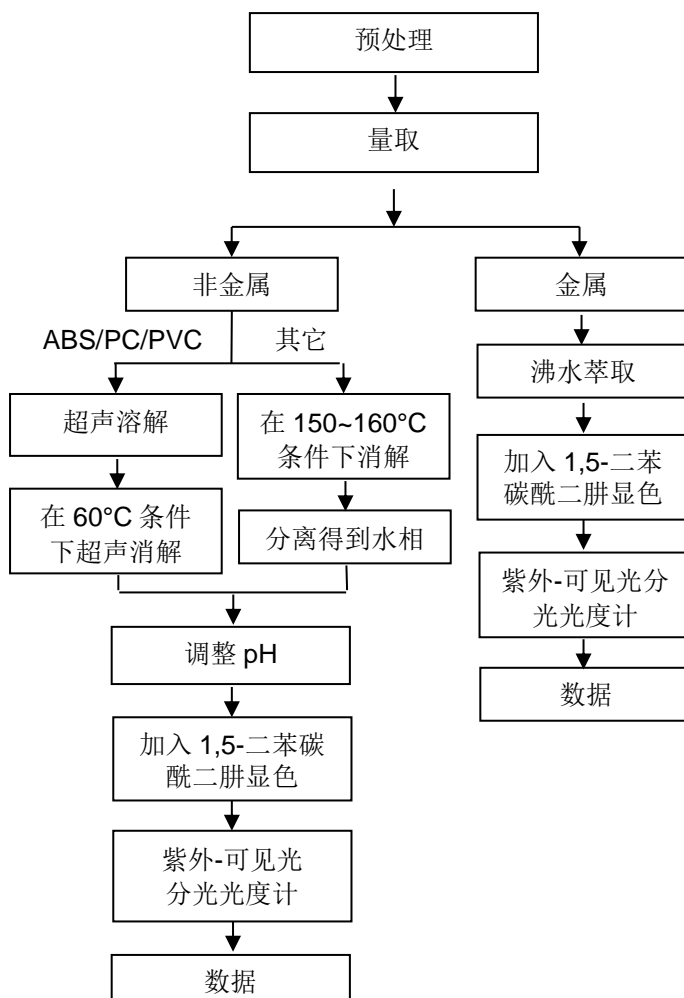 预处理
量取
非金属
金属
ABS/PC/PVC
其它
沸水萃取
超声溶解
在 150~160°C
条件下消解
加入 1,5-二苯
碳酰二肼显色
在 60°C 条件
下超声消解
分离得到水相
紫外-可见光分
光光度计
调整 pH
数据
加入 1,5-二苯碳
酰二肼显色
紫外-可见光
分光光度计
数据